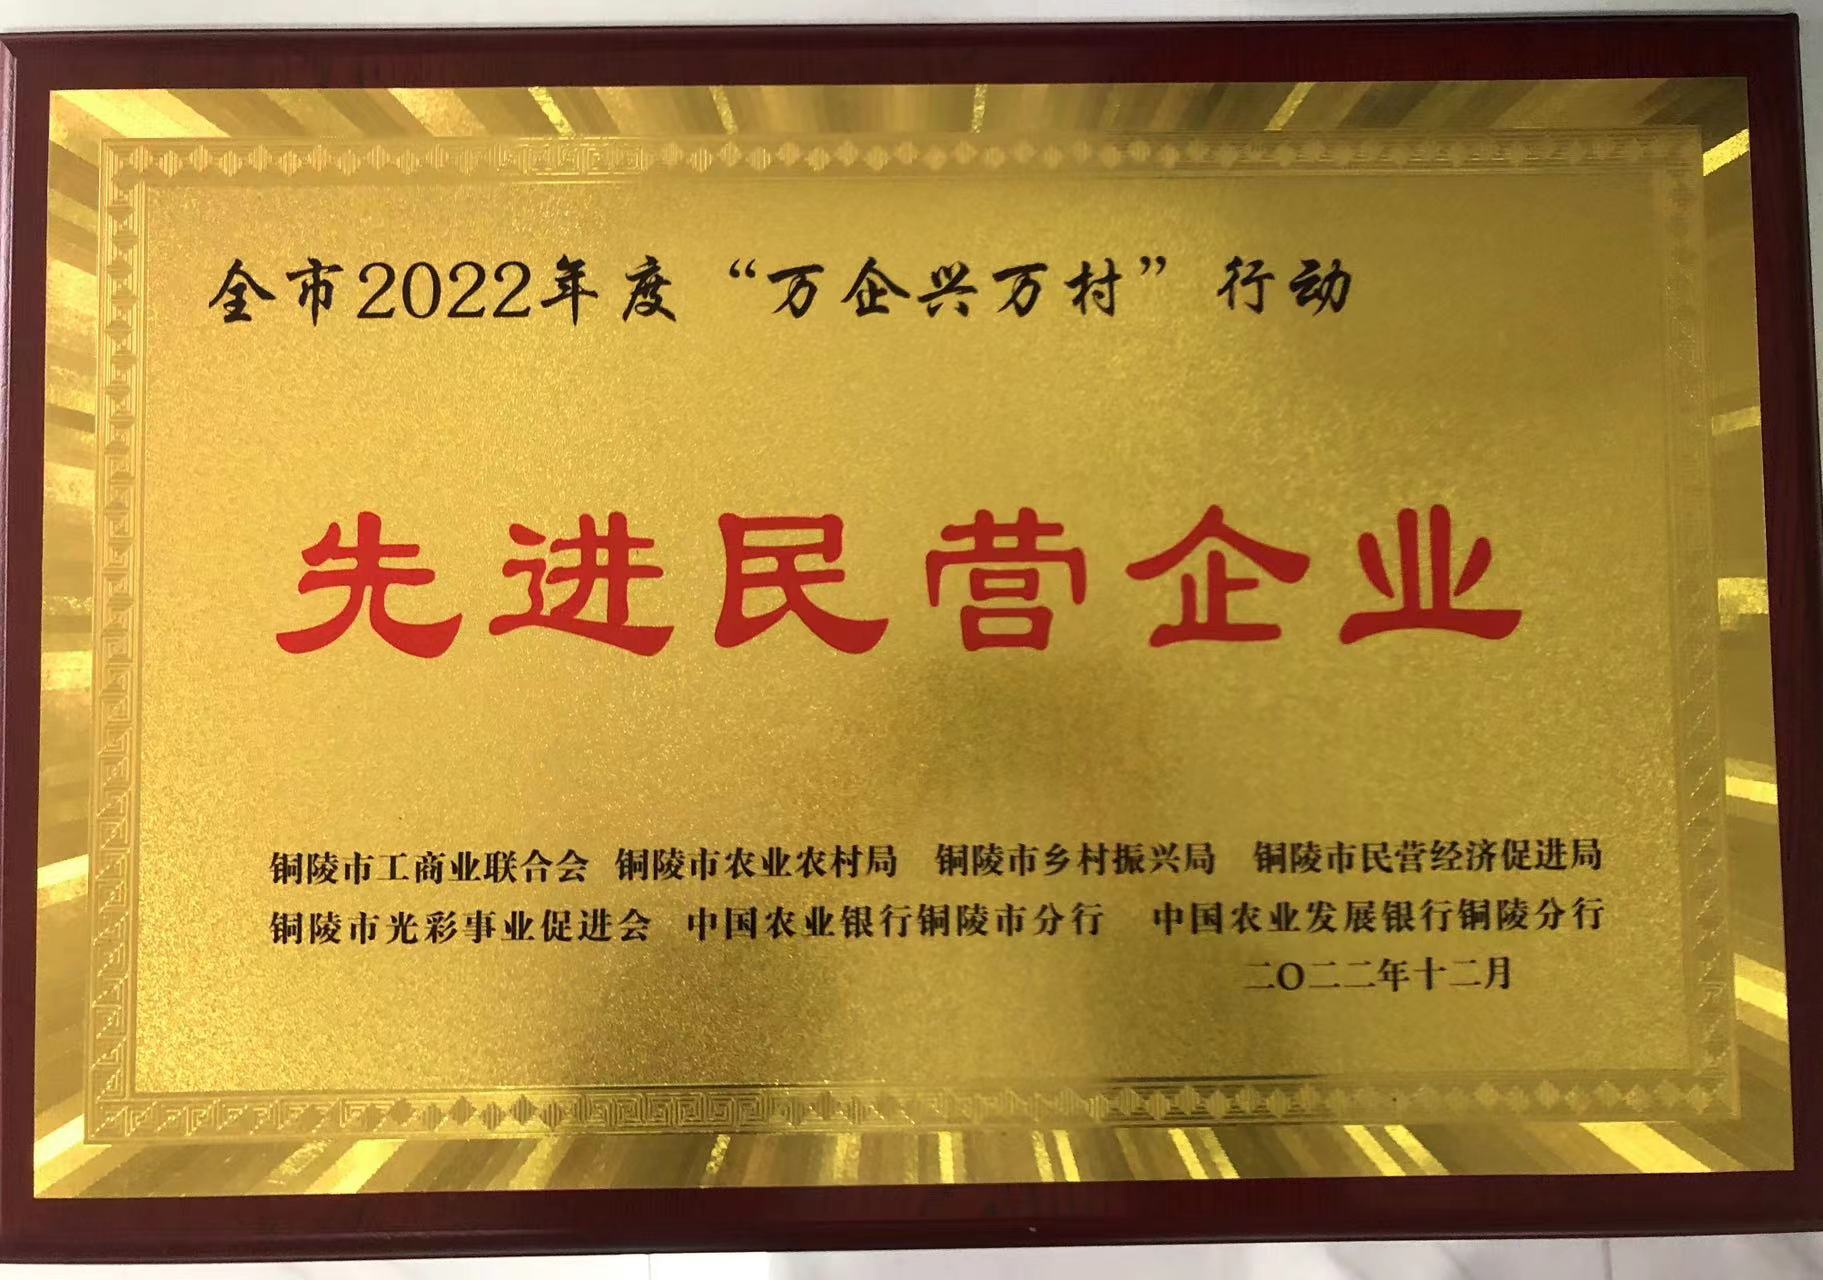 全市2022年度“万企兴万村”行动
先进民营企业
铜陵市工商业联合会 铜陵市农业农村局 铜陵市乡村振兴局 铜陵市民营经济促进局
铜陵市光彩事业促进会 中国农业银行铜陵市分行 中国农业发展银行铜陵分行
二〇二二年十二月